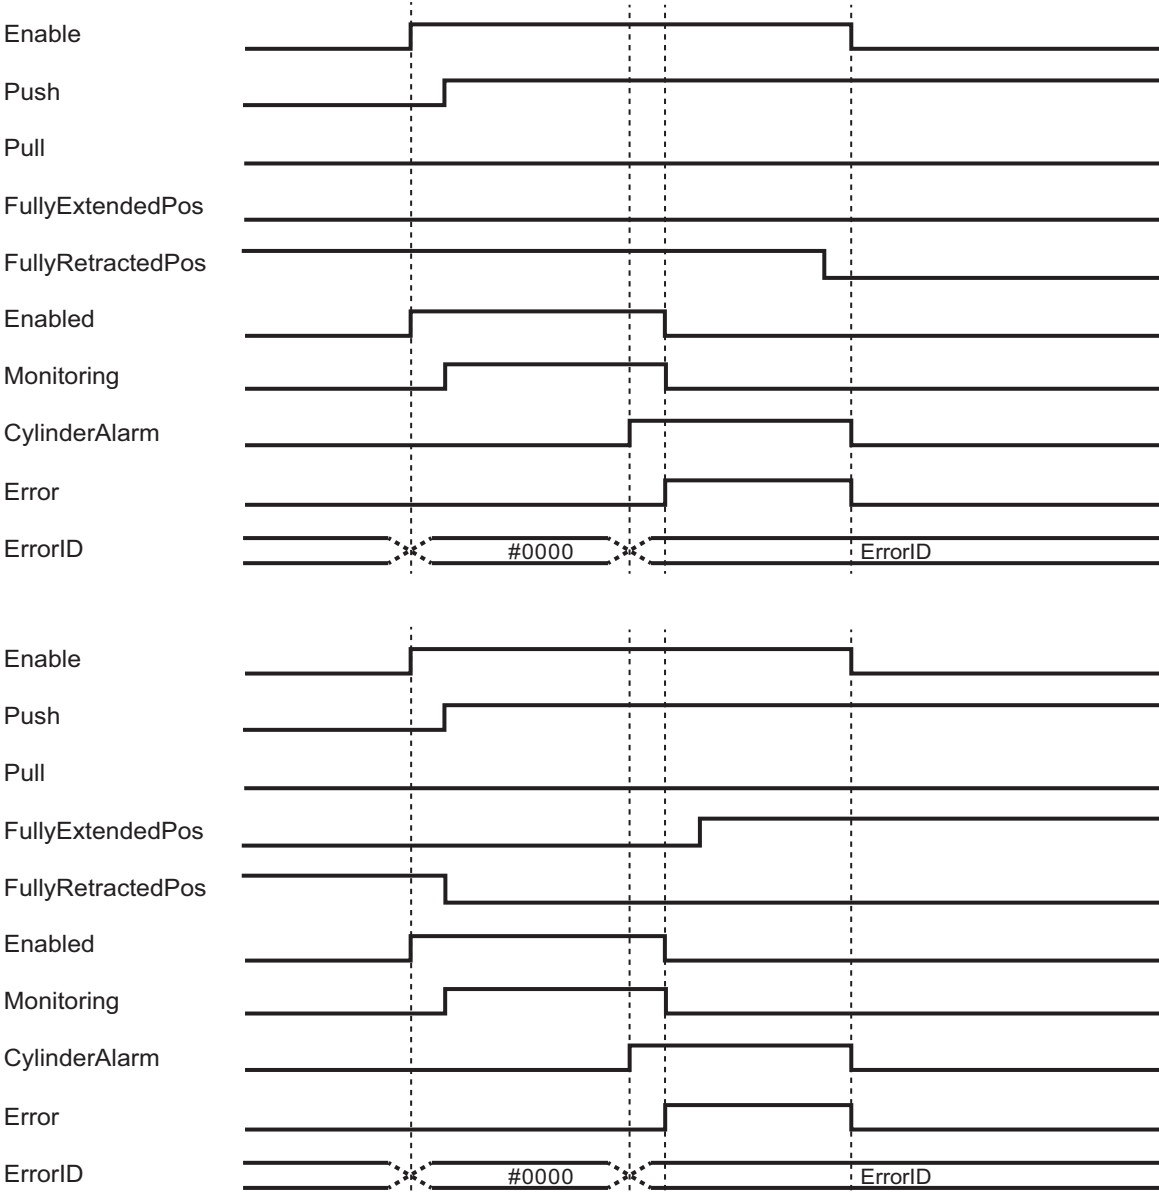 Enable
Push
Pull
FullyExtendedPos
FullyRetractedPos
Enabled
Monitoring
CylinderAlarm
Error
ErrorID #0000 ErrorID
Enable
Push
Pull
FullyExtendedPos
FullyRetractedPos
Enabled
Monitoring
CylinderAlarm
Error
ErrorID #0000 ErrorID